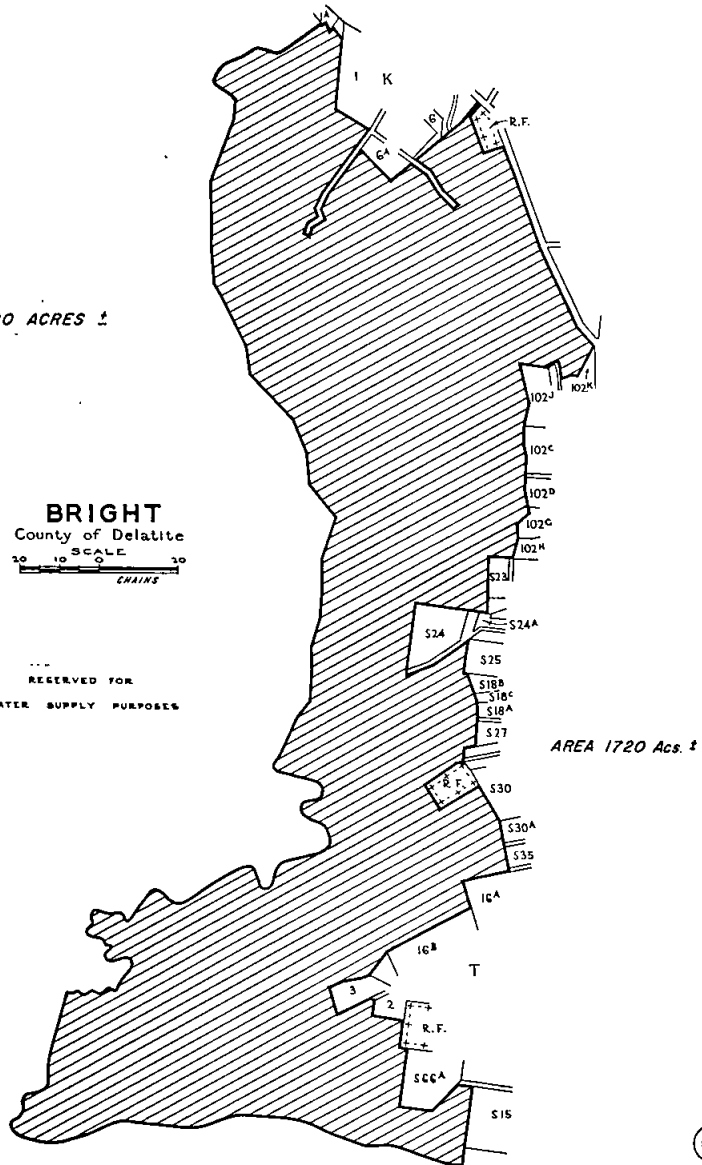 A
1 K
6
R.F.
6A
ACRES ±
102K
102J
102C
102D
BRIGHT
County of Delatite
SCALE
20 10 0 20
CHAINS
102G
102H
S23
S24A
S24
S25
RESERVED FOR
WATER SUPPLY PURPOSES
S18B
S18C
S18A
S27
AREA 1720 Acs. ±
R.F.
S30
S30A
S35
16A
16B
T
3
2
R.F.
S66A
S15